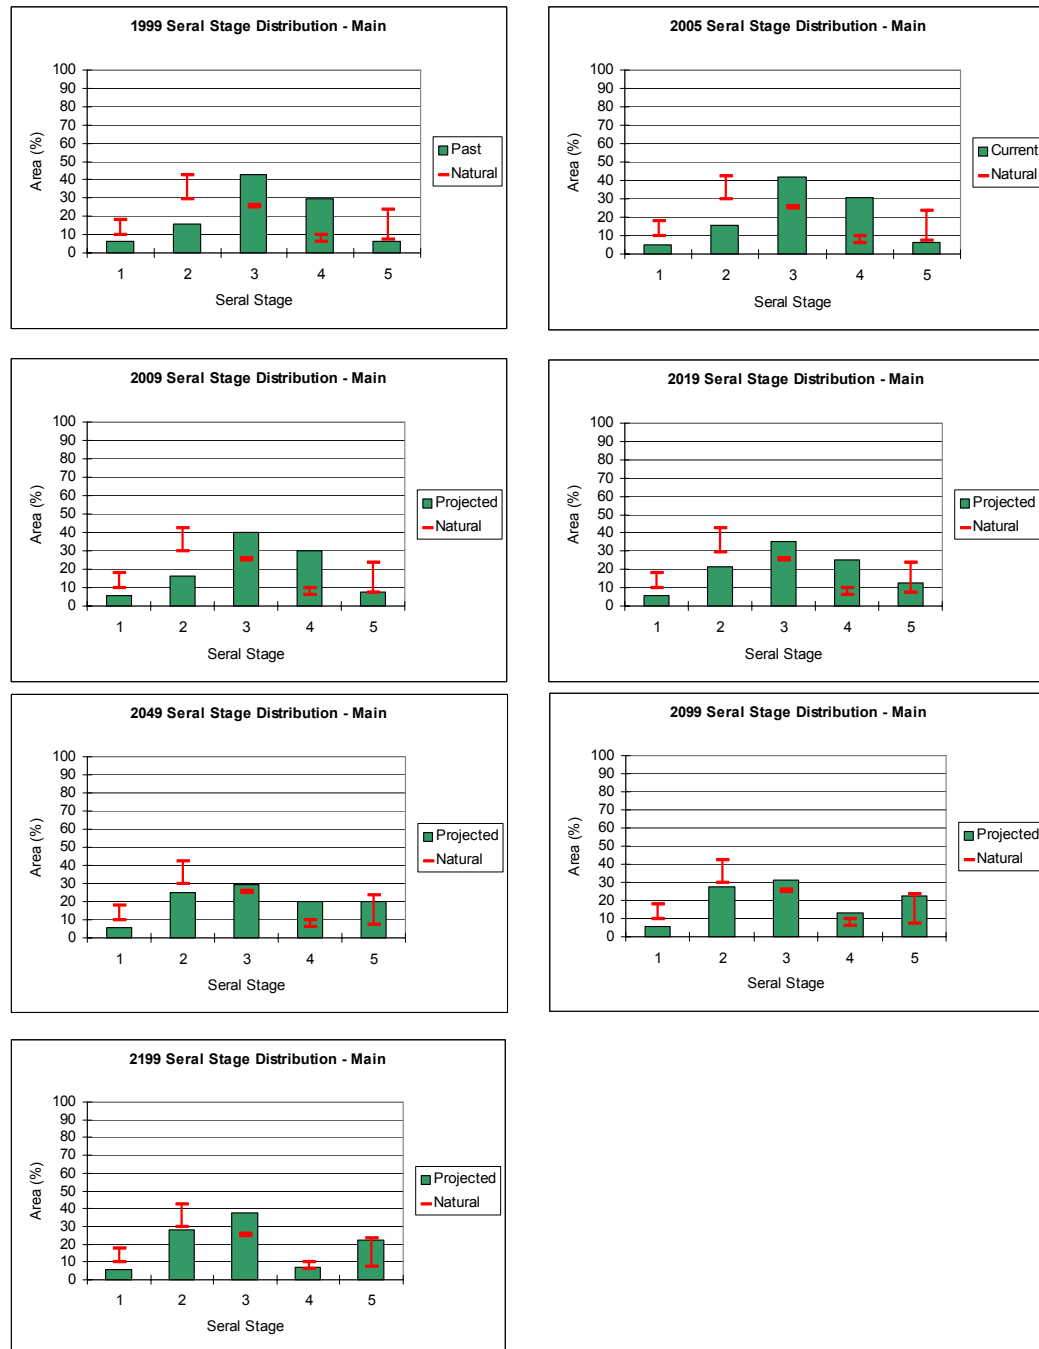 1999 Seral Stage Distribution - Main
100
90
80
70
60
50
40
30
20
10
0
Area (%)
1 2 3 4 5
Seral Stage
Past
Natural
2005 Seral Stage Distribution - Main
100
90
80
70
60
50
40
30
20
10
0
Area (%)
1 2 3 4 5
Seral Stage
Current
Natural
2009 Seral Stage Distribution - Main
100
90
80
70
60
50
40
30
20
10
0
Area (%)
1 2 3 4 5
Seral Stage
Projected
Natural
2019 Seral Stage Distribution - Main
100
90
80
70
60
50
40
30
20
10
0
Area (%)
1 2 3 4 5
Seral Stage
Projected
Natural
2049 Seral Stage Distribution - Main
100
90
80
70
60
50
40
30
20
10
0
Area (%)
1 2 3 4 5
Seral Stage
Projected
Natural
2099 Seral Stage Distribution - Main
100
90
80
70
60
50
40
30
20
10
0
Area (%)
1 2 3 4 5
Seral Stage
Projected
Natural
2199 Seral Stage Distribution - Main
100
90
80
70
60
50
40
30
20
10
0
Area (%)
1 2 3 4 5
Seral Stage
Projected
Natural